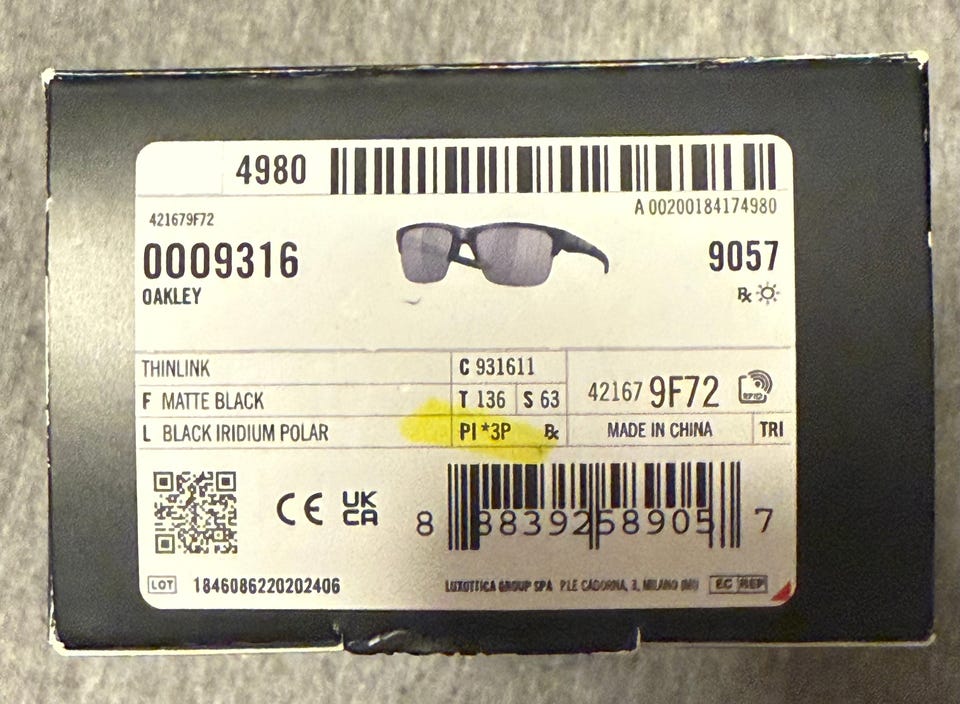 4980
A 00200184174980
421679F72
0009316
9057
OAKLEY
THINLINK
C 931611
F MATTE BLACK
T 136 S 63
42167 9F72
RFID
L BLACK IRIDIUM POLAR
PI *3P
MADE IN CHINA
TRI
CE UK CA
8 883926 8905 7
LOT 1846086220202406
LUXOTTICA GROUP SPA P.LE CADORNA, 3, MILANO (MI) EC REP